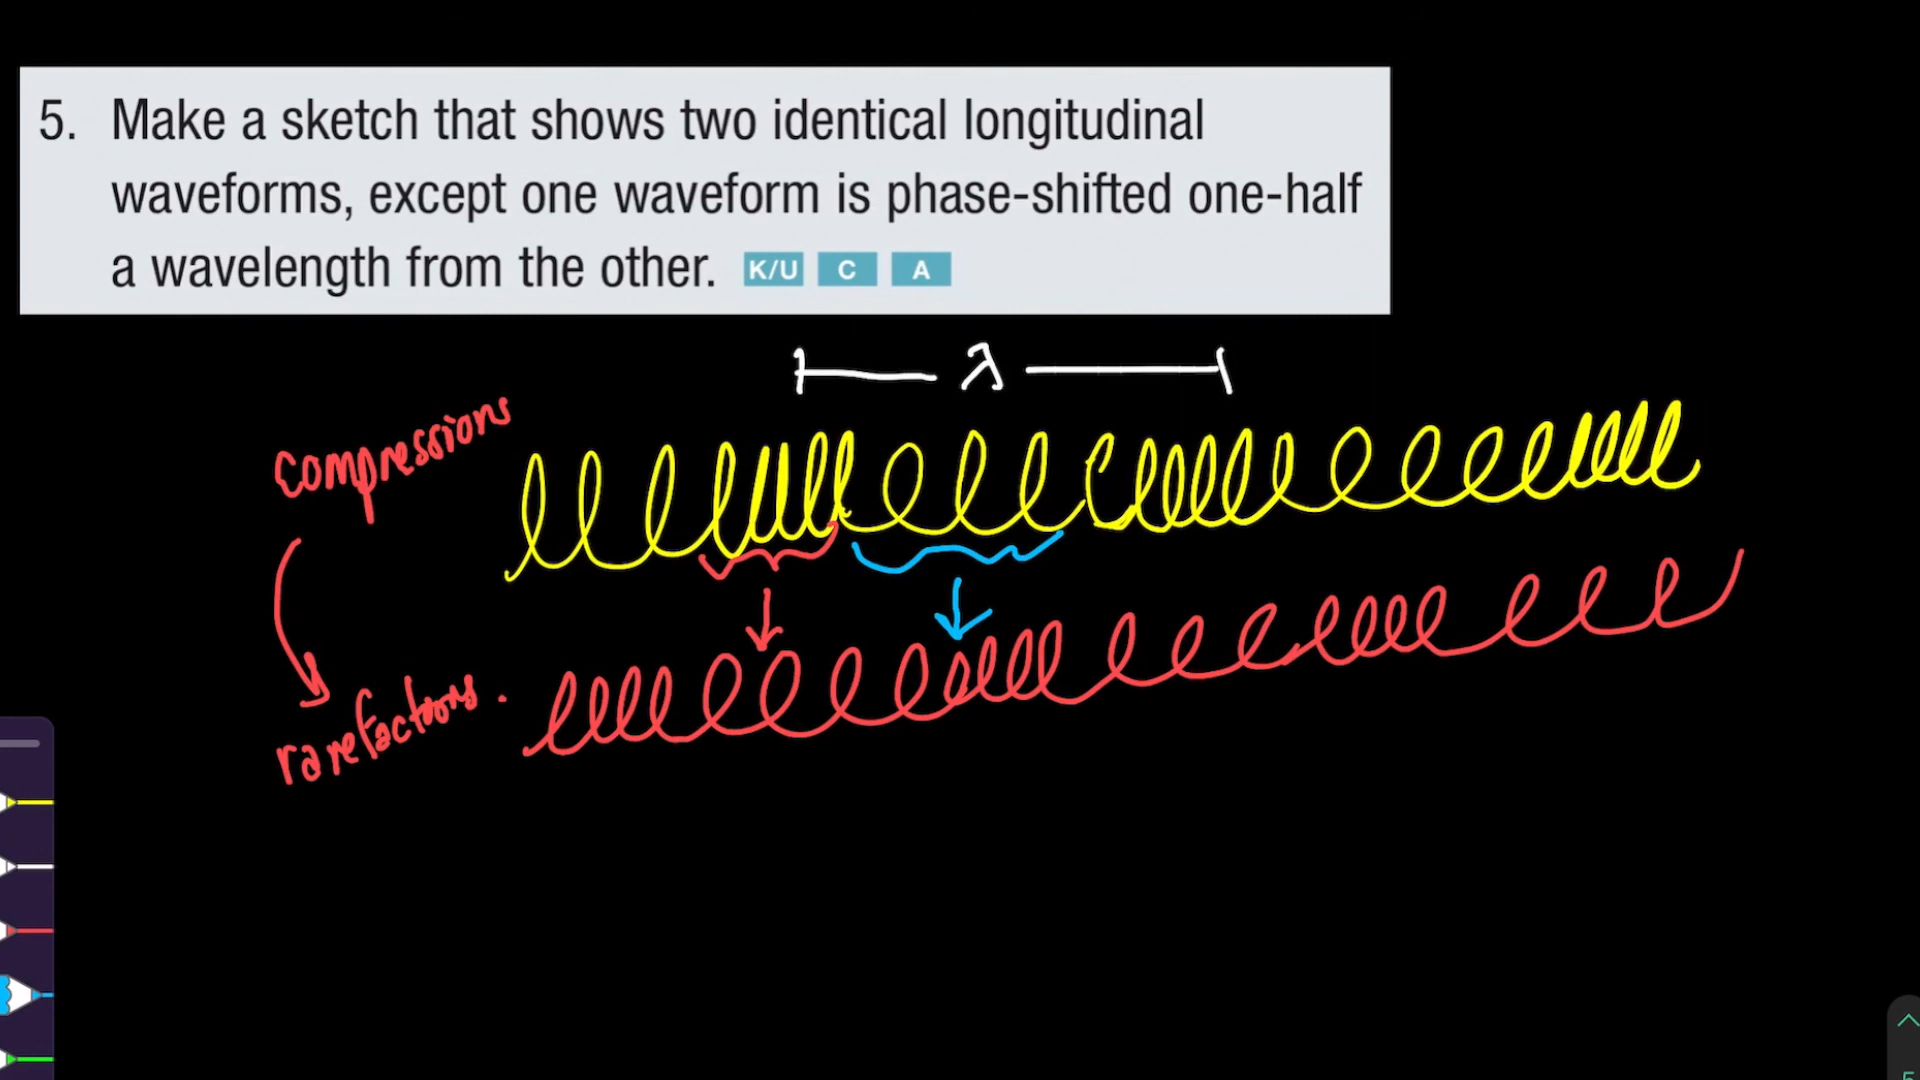 5. Make a sketch that shows two identical longitudinal
waveforms, except one waveform is phase-shifted one-half
a wavelength from the other. K/U C A
λ
compressions
rarefactions.
5